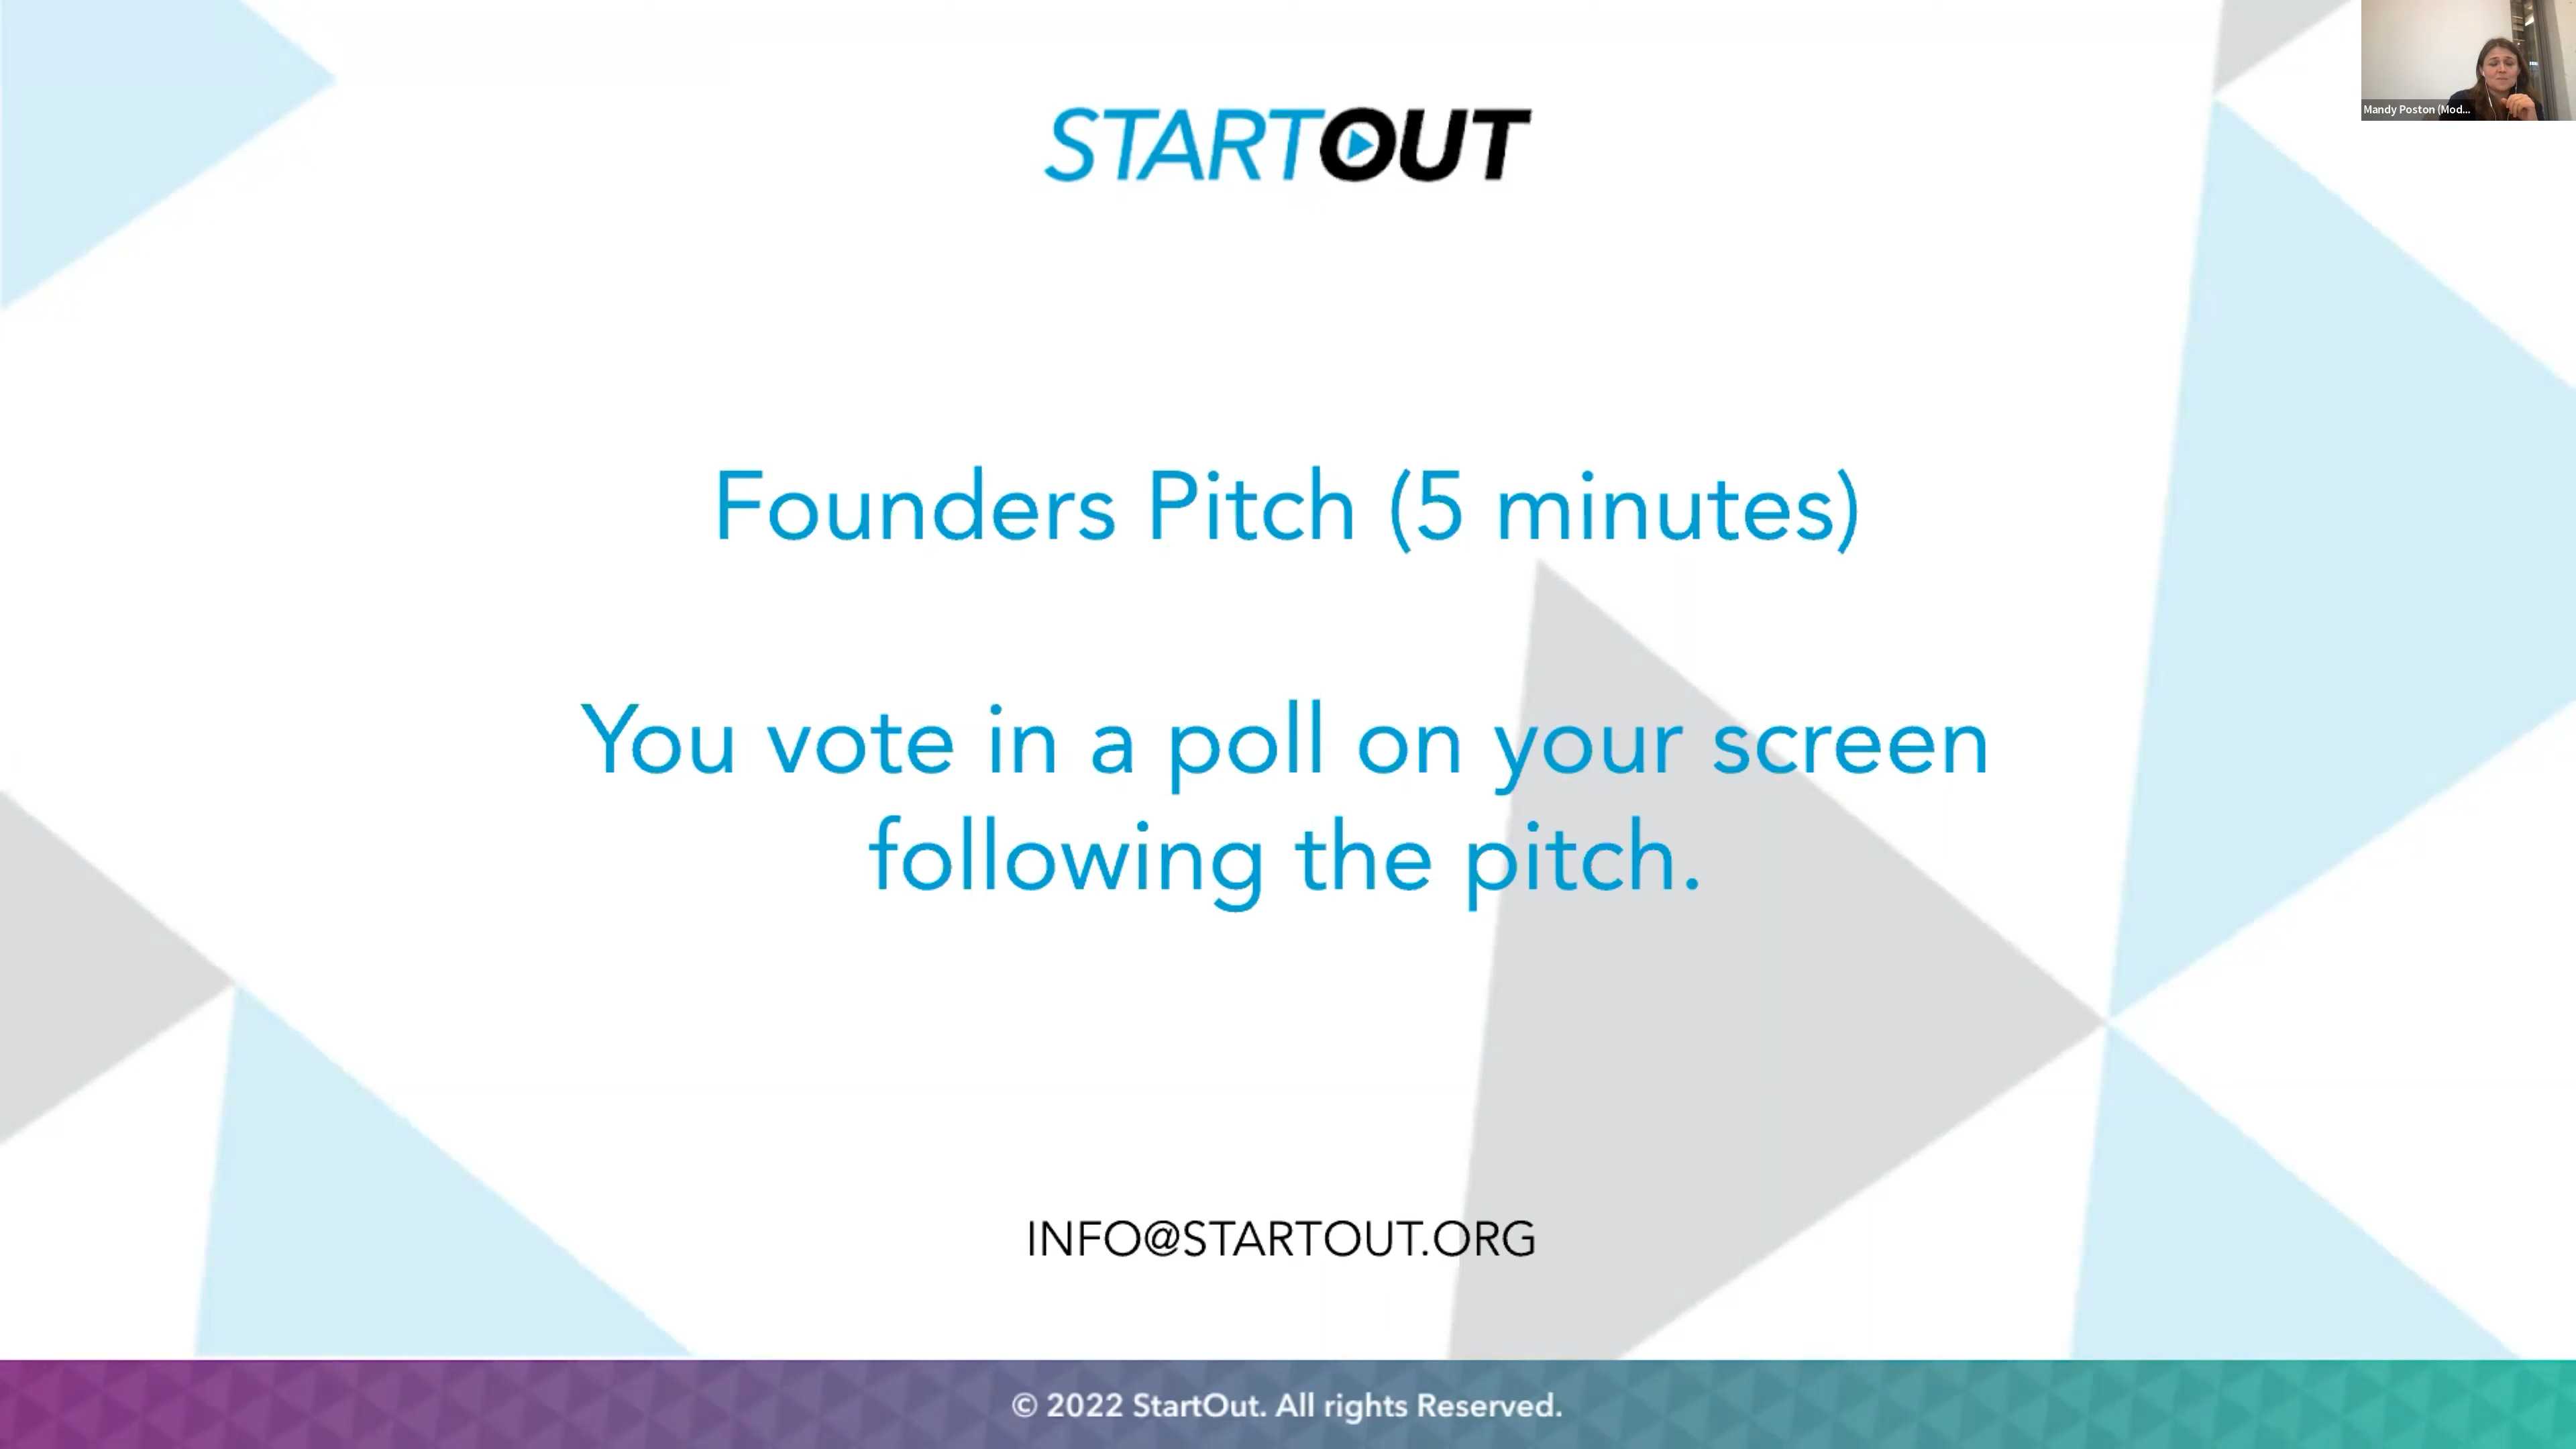 Mandy Poston (Mod...
STARTOUT
Founders Pitch (5 minutes)
You vote in a poll on your screen
following the pitch.
INFO@STARTOUT.ORG
© 2022 StartOut. All rights Reserved.